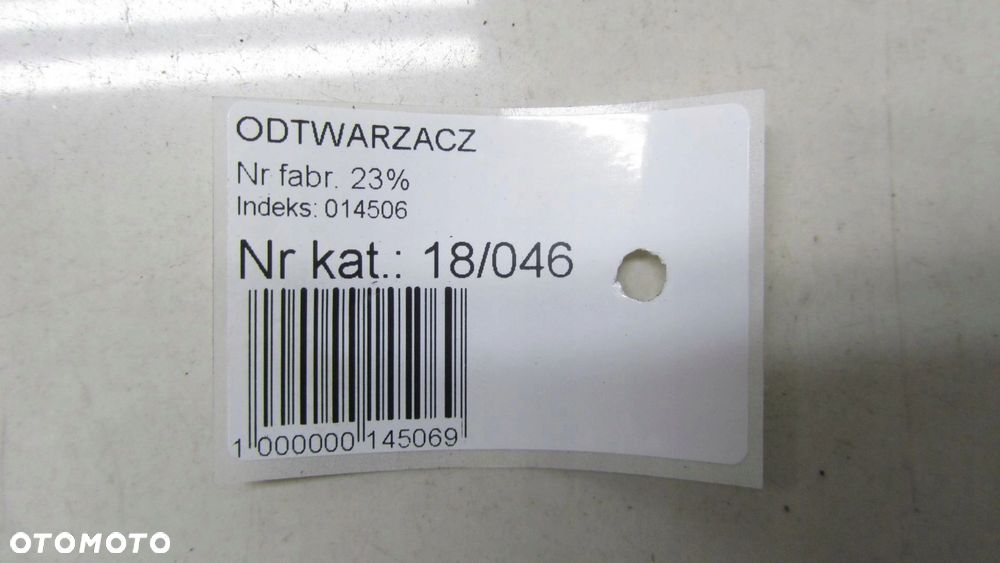 ODTWARZACZ
Nr fabr. 23%
Indeks: 014506
Nr kat.: 18/046
1 000000 145069
OTOMOTO